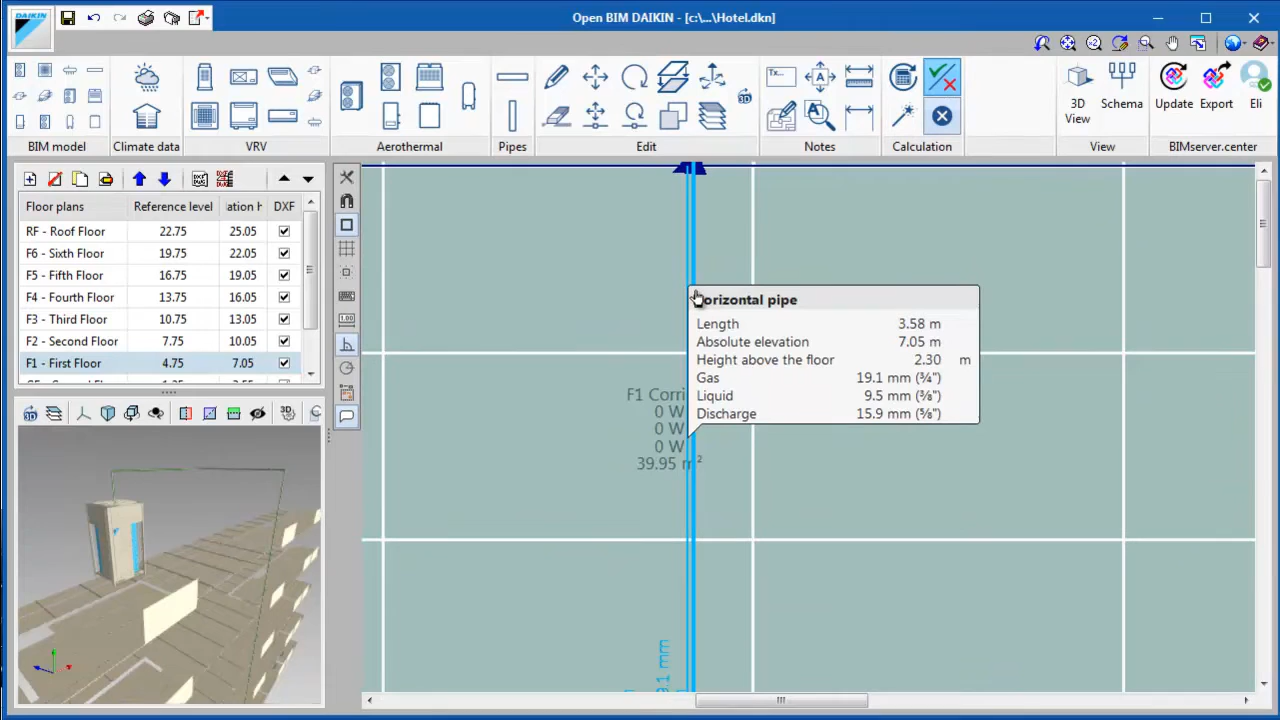 DAIKIN
Open BIM DAIKIN - [c:\...\Hotel.dkn]
BIM model
Climate data
VRV
Aerothermal
Pipes
Edit
Notes
Calculation
3D
View
Schema
View
Update
Export
Eli
BIMserver.center
Floor plans
Reference level
ation h
DXF
RF - Roof Floor 22.75 25.05
F6 - Sixth Floor 19.75 22.05
F5 - Fifth Floor 16.75 19.05
F4 - Fourth Floor 13.75 16.05
F3 - Third Floor 10.75 13.05
F2 - Second Floor 7.75 10.05
F1 - First Floor 4.75 7.05
orizontal pipe
Length 3.58 m
Absolute elevation 7.05 m
Height above the floor 2.30 m
Gas 19.1 mm (¾")
Liquid 9.5 mm (⅜")
Discharge 15.9 mm (⅝")
F1 Corri
0 W
0 W
0 W
39.95 m²
9.1 mm